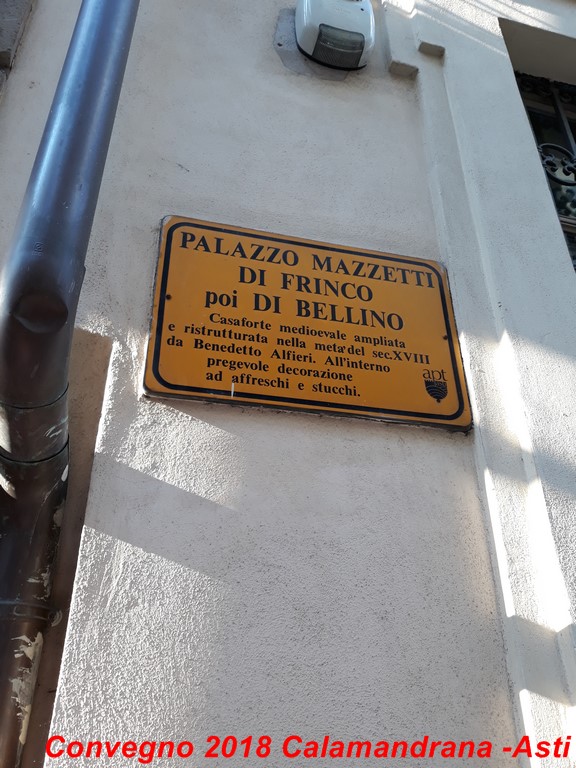 PALAZZO MAZZETTI
DI FRINCO
poi DI BELLINO
Casaforte medioevale ampliata
e ristrutturata nella metà del sec.XVIII
da Benedetto Alfieri. All'interno
pregevole decorazione
ad affreschi e stucchi.
apt
Convegno 2018 Calamandrana -Asti